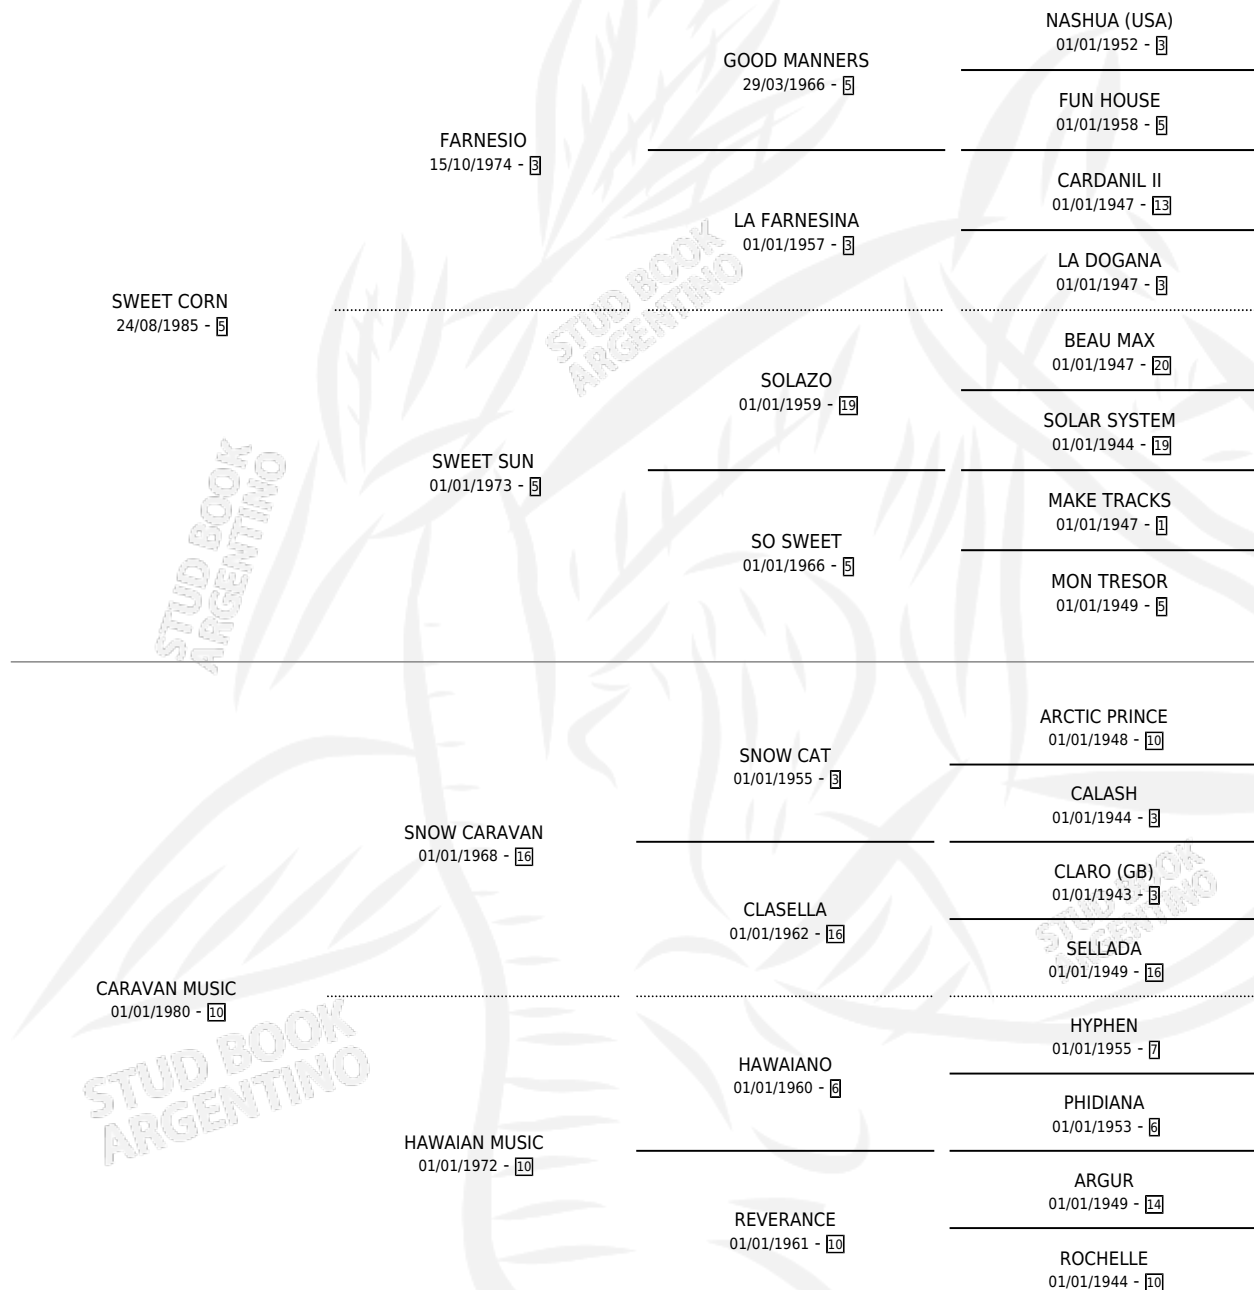 NASHUA (USA)
01/01/1952 - 3
GOOD MANNERS
29/03/1966 - 5
FUN HOUSE
01/01/1958 - 5
FARNESIO
15/10/1974 - 3
CARDANIL II
01/01/1947 - 13
LA FARNESINA
01/01/1957 - 3
LA DOGANA
01/01/1947 - 3
SWEET CORN
24/08/1985 - 5
STUD BOOK
ARGENTINO
BEAU MAX
01/01/1947 - 20
SOLAZO
01/01/1959 - 19
SOLAR SYSTEM
01/01/1944 - 19
SWEET SUN
01/01/1973 - 5
MAKE TRACKS
01/01/1947 - 1
SO SWEET
01/01/1966 - 5
MON TRESOR
01/01/1949 - 5
STUD BOOK
ARGENTINO
ARCTIC PRINCE
01/01/1948 - 10
SNOW CAT
01/01/1955 - 3
CALASH
01/01/1944 - 3
SNOW CARAVAN
01/01/1968 - 16
CLARO (GB)
01/01/1943 - 3
CLASELLA
01/01/1962 - 16
STUD BOOK
ARGENTINO
SELLADA
01/01/1949 - 16
CARAVAN MUSIC
01/01/1980 - 10
STUD BOOK
ARGENTINO
HYPHEN
01/01/1955 - 7
HAWAIANO
01/01/1960 - 6
PHIDIANA
01/01/1953 - 6
HAWAIAN MUSIC
01/01/1972 - 10
ARGUR
01/01/1949 - 14
REVERANCE
01/01/1961 - 10
ROCHELLE
01/01/1944 - 10